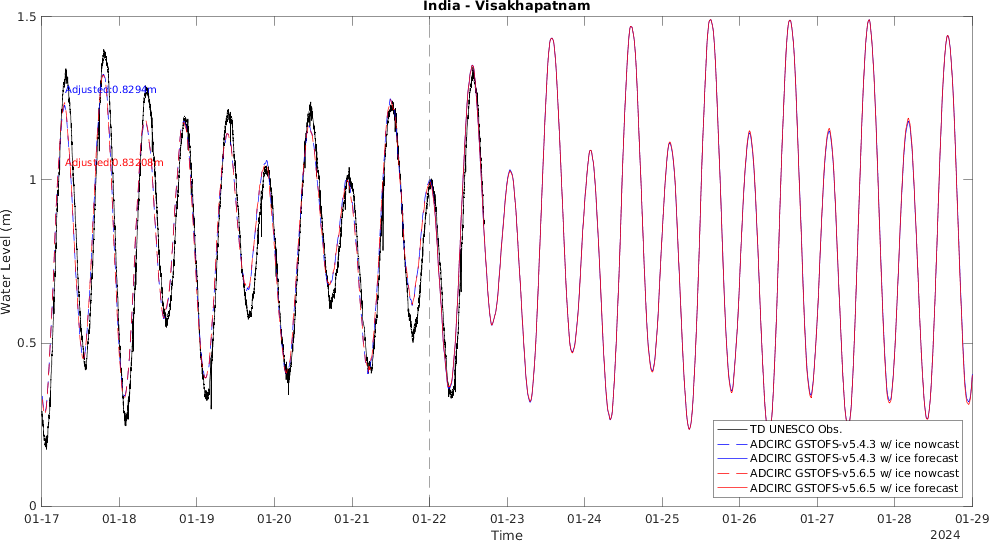 India - Visakhapatnam
1.5
Adjusted:0.8294m
Adjusted:0.83208m
1
Water Level (m)
0.5
0
TD UNESCO Obs.
ADCIRC GSTOFS-v5.4.3 w/ ice nowcast
ADCIRC GSTOFS-v5.4.3 w/ ice forecast
ADCIRC GSTOFS-v5.6.5 w/ ice nowcast
ADCIRC GSTOFS-v5.6.5 w/ ice forecast
01-17 01-18 01-19 01-20 01-21 01-22 01-23 01-24 01-25 01-26 01-27 01-28 01-29
Time
2024